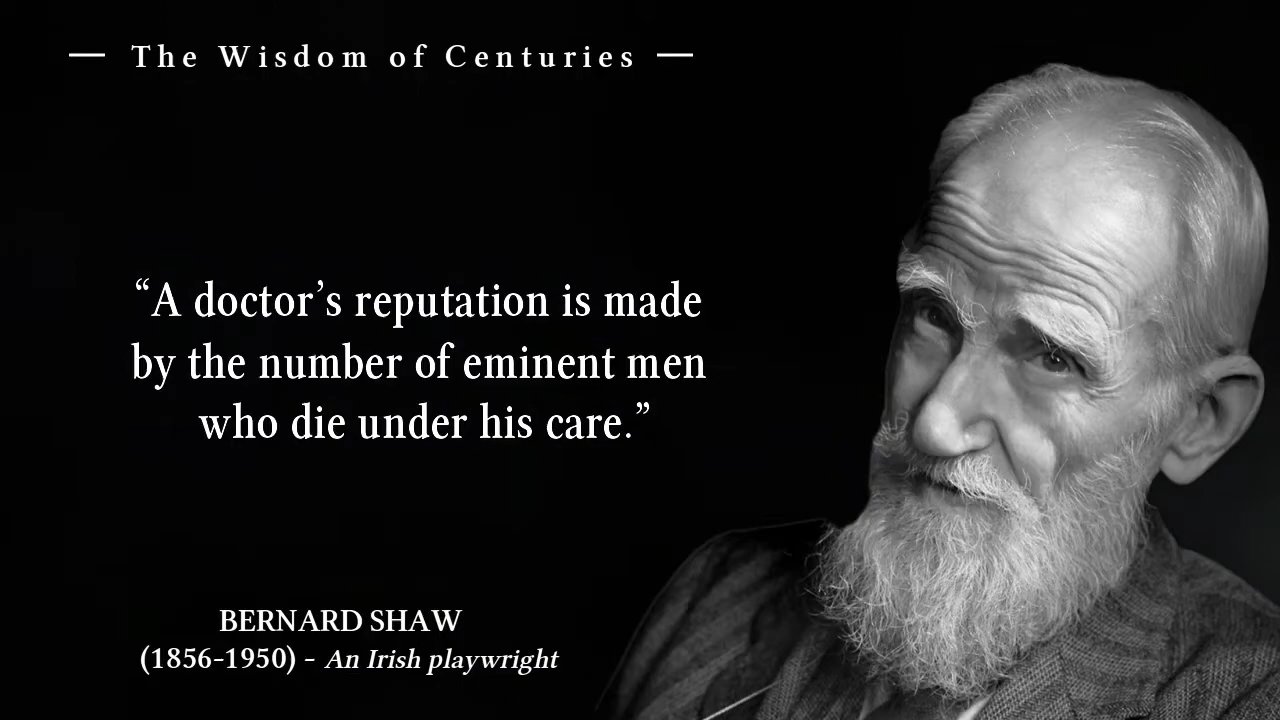 — The Wisdom of Centuries —
“A doctor’s reputation is made
by the number of eminent men
who die under his care.”
BERNARD SHAW
(1856-1950) - An Irish playwright